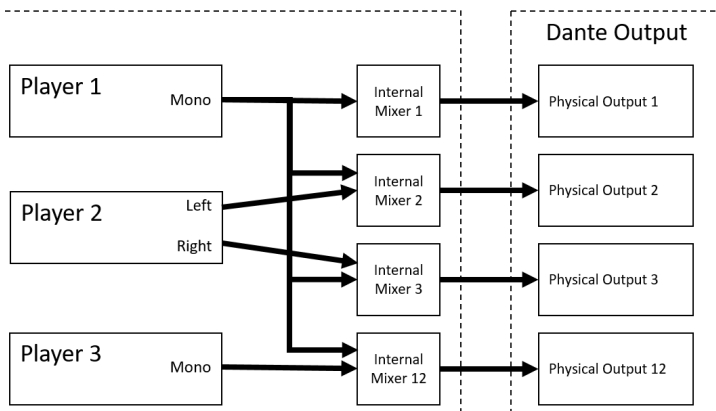 Dante Output
Player 1
Mono
Internal
Mixer 1
Physical Output 1
Player 2
Left
Right
Internal
Mixer 2
Physical Output 2
Internal
Mixer 3
Physical Output 3
Player 3
Mono
Internal
Mixer 12
Physical Output 12